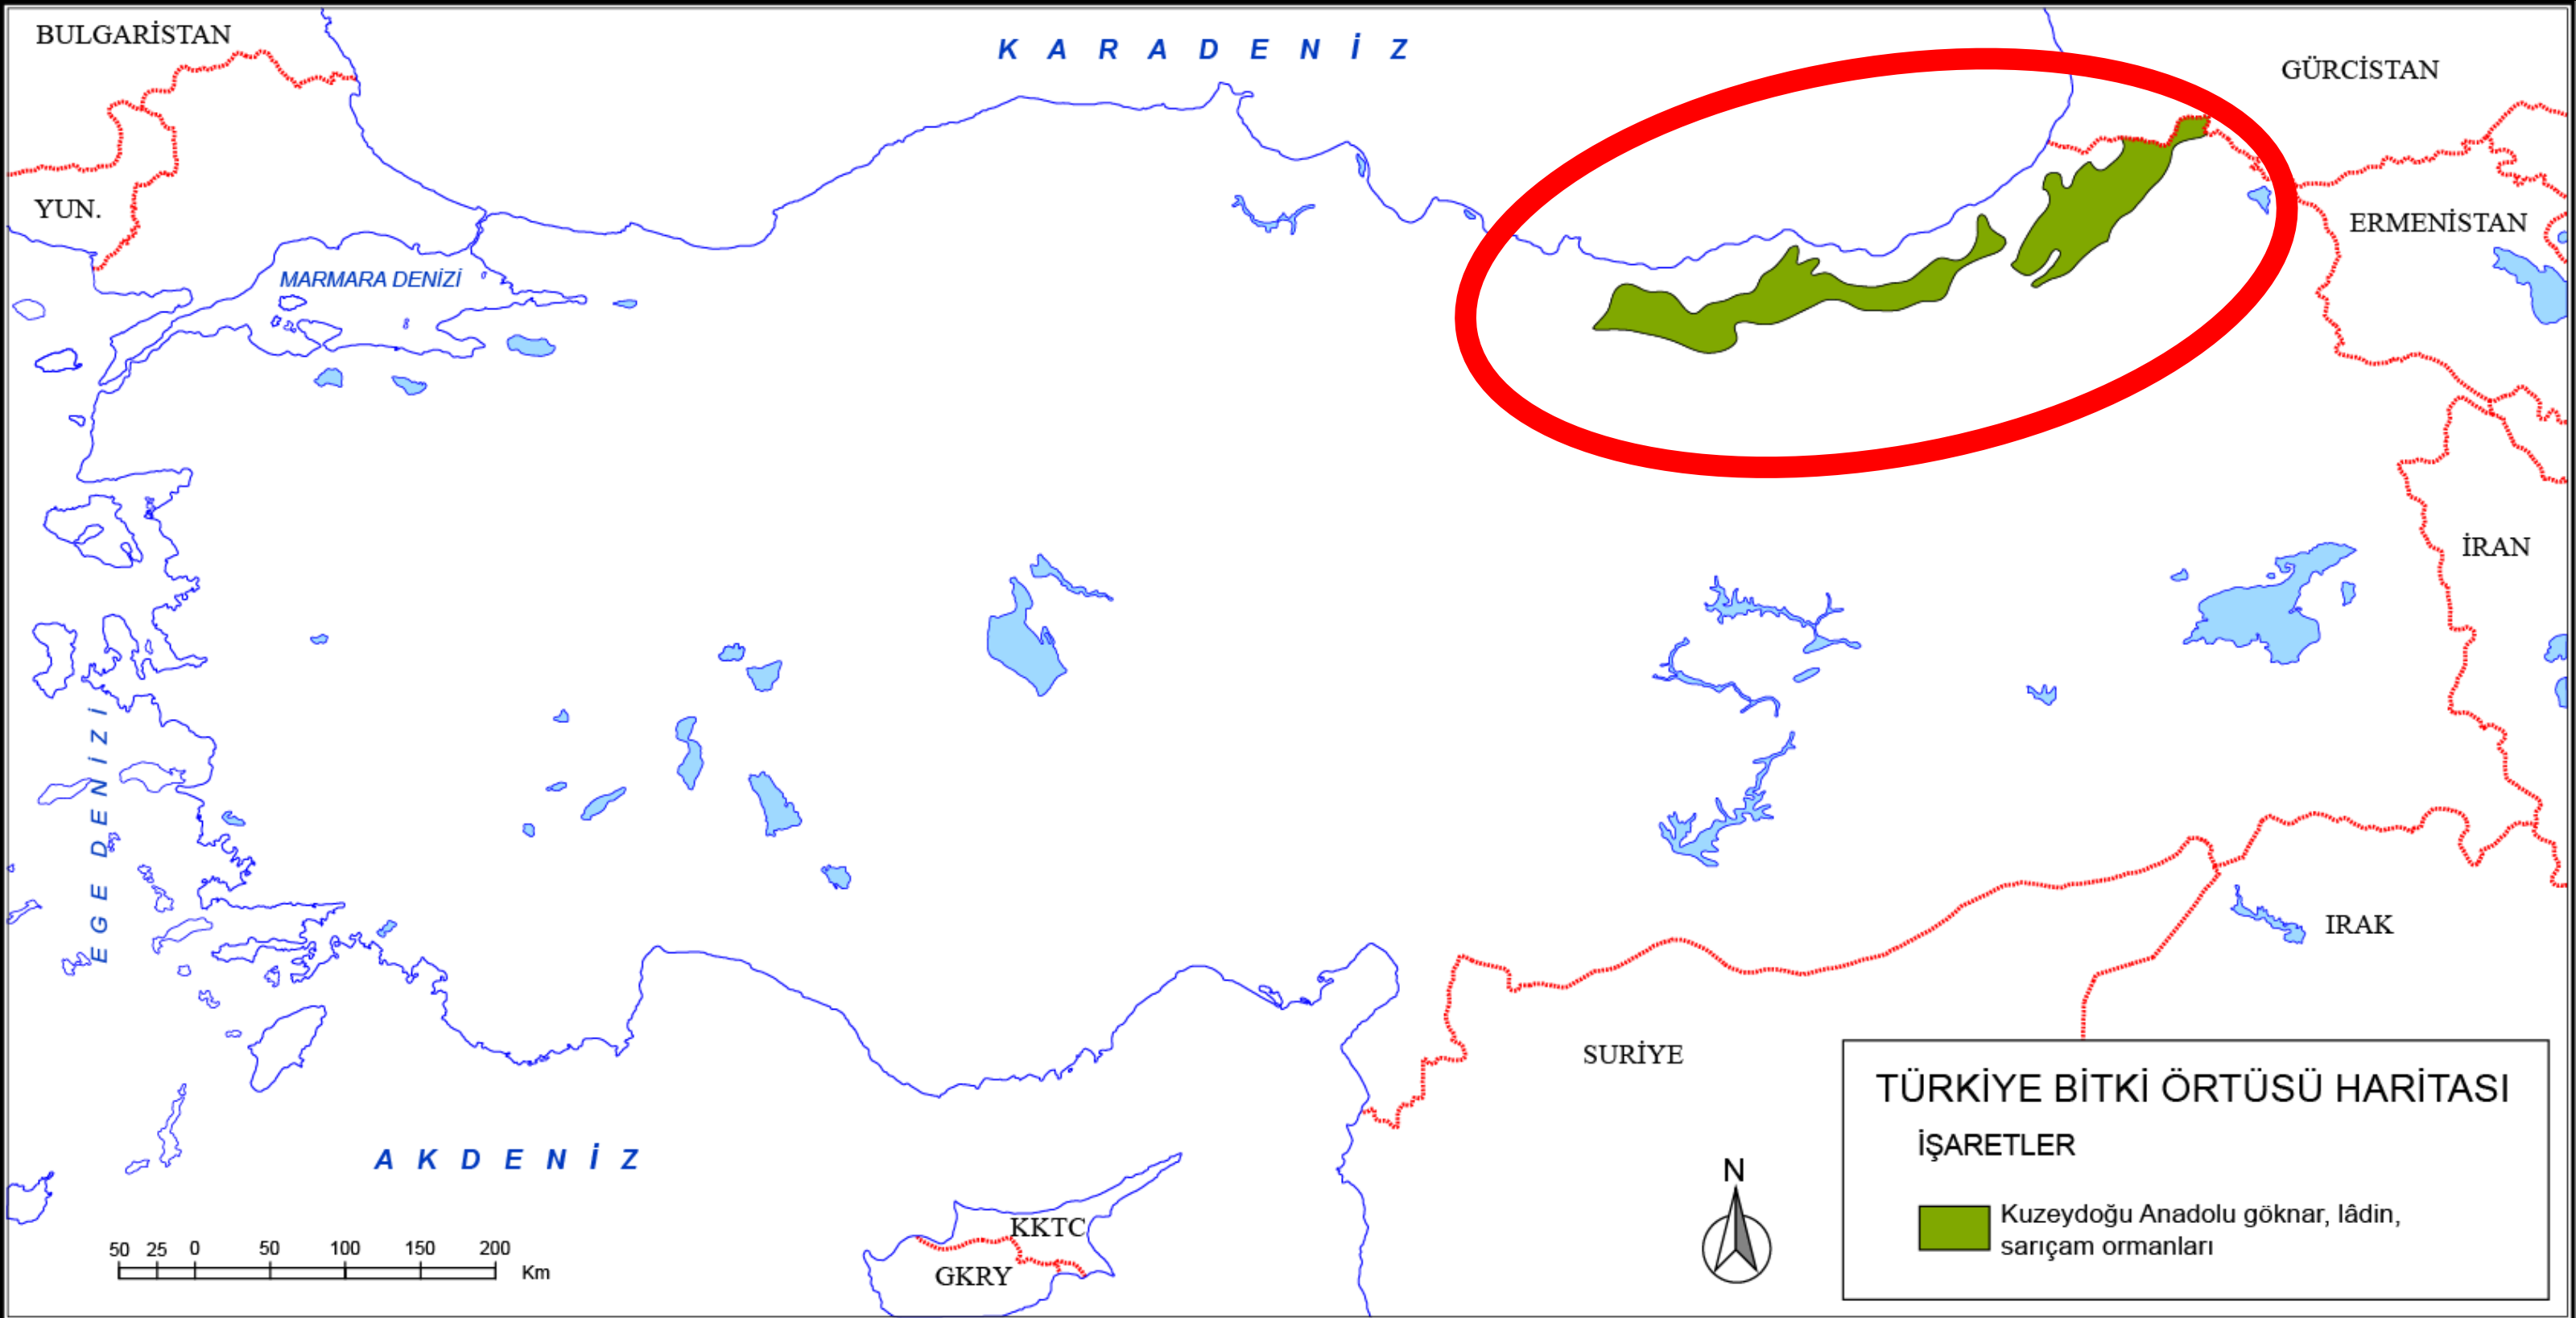 BULGARİSTAN
K A R A D E N İ Z
GÜRCİSTAN
YUN.
ERMENİSTAN
MARMARA DENİZİ
İRAN
EGE DENİZİ
IRAK
SURİYE
A K D E N İ Z
KKTC
GKRY
50 25 0 50 100 150 200
Km
N
TÜRKİYE BİTKİ ÖRTÜSÜ HARİTASI
İŞARETLER
Kuzeydoğu Anadolu göknar, lâdin,
sarıçam ormanları